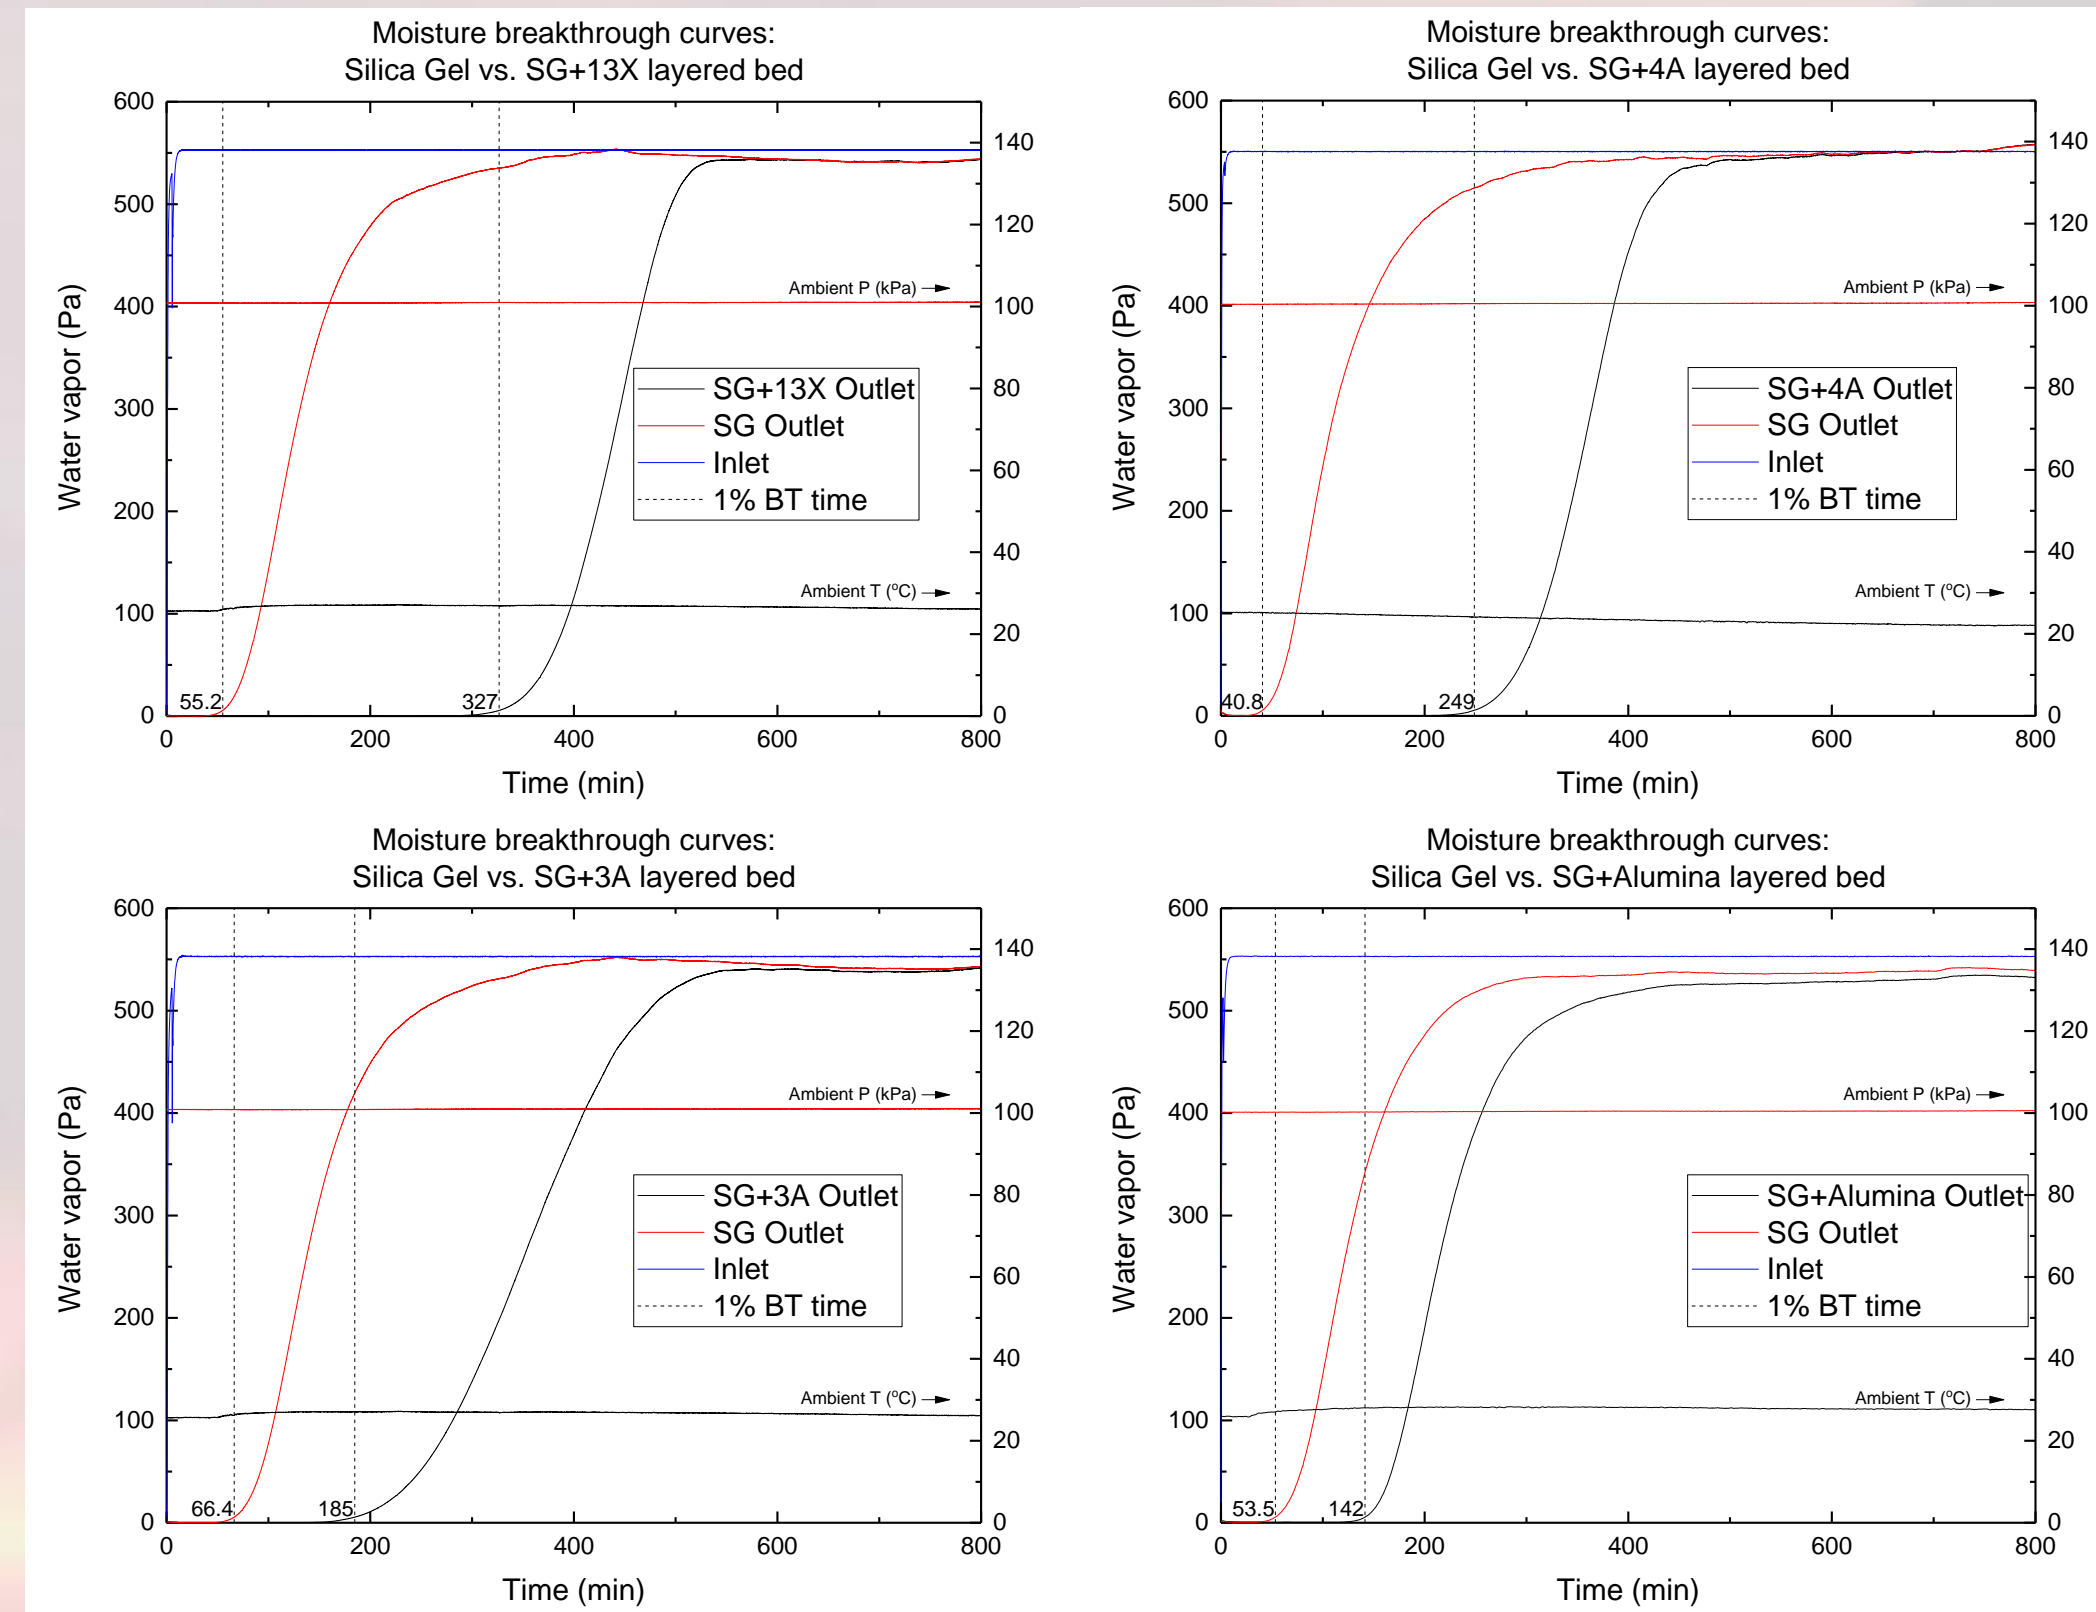 Moisture breakthrough curves:
Silica Gel vs. SG+13X layered bed
600
500
400
300
200
100
0
Water vapor (Pa)
140
120
100
80
60
40
20
0
Ambient P (kPa)
SG+13X Outlet
SG Outlet
Inlet
1% BT time
Ambient T (°C)
55.2
327
0
200
400
600
800
Time (min)
Moisture breakthrough curves:
Silica Gel vs. SG+4A layered bed
600
500
400
300
200
100
0
Water vapor (Pa)
140
120
100
80
60
40
20
0
Ambient P (kPa)
SG+4A Outlet
SG Outlet
Inlet
1% BT time
Ambient T (°C)
40.8
249
0
200
400
600
800
Time (min)
Moisture breakthrough curves:
Silica Gel vs. SG+3A layered bed
600
500
400
300
200
100
0
Water vapor (Pa)
140
120
100
80
60
40
20
0
Ambient P (kPa)
SG+3A Outlet
SG Outlet
Inlet
1% BT time
Ambient T (°C)
66.4
185
0
200
400
600
800
Time (min)
Moisture breakthrough curves:
Silica Gel vs. SG+Alumina layered bed
600
500
400
300
200
100
0
Water vapor (Pa)
140
120
100
80
60
40
20
0
Ambient P (kPa)
SG+Alumina Outlet
SG Outlet
Inlet
1% BT time
Ambient T (°C)
53.5
142
0
200
400
600
800
Time (min)